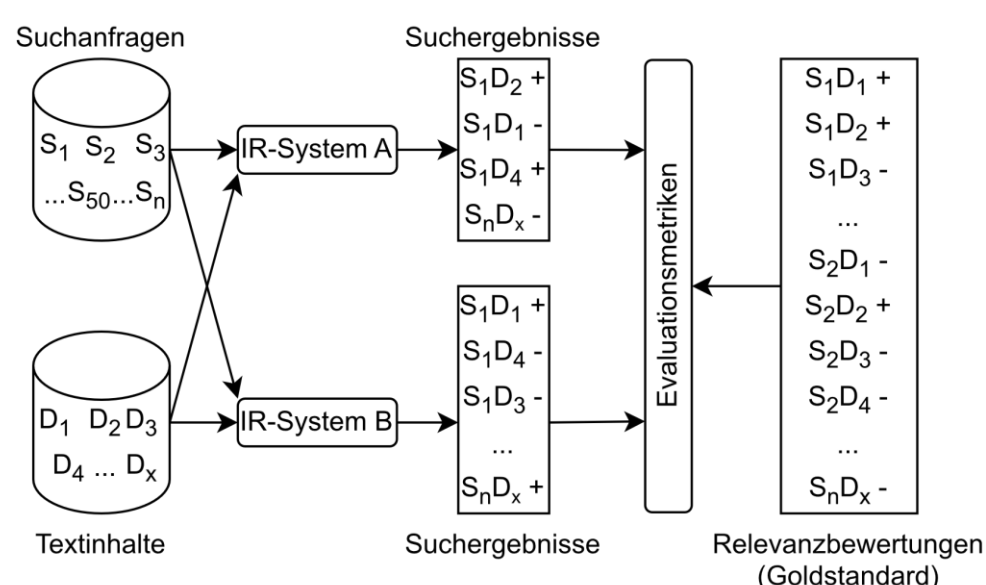 Suchanfragen
S₁ S₂ S₃
...S₅₀...Sₙ
Textinhalte
D₁ D₂ D₃
D₄ ... Dₓ
IR-System A
IR-System B
Suchergebnisse
S₁D₂ +
S₁D₁ -
S₁D₄ +
SₙDₓ -
Suchergebnisse
S₁D₁ +
S₁D₄ -
S₁D₃ -
...
SₙDₓ +
Evaluationsmetriken
S₁D₁ +
S₁D₂ +
S₁D₃ -
...
S₂D₁ -
S₂D₂ +
S₂D₃ -
S₂D₄ -
...
SₙDₓ -
Relevanzbewertungen
(Goldstandard)